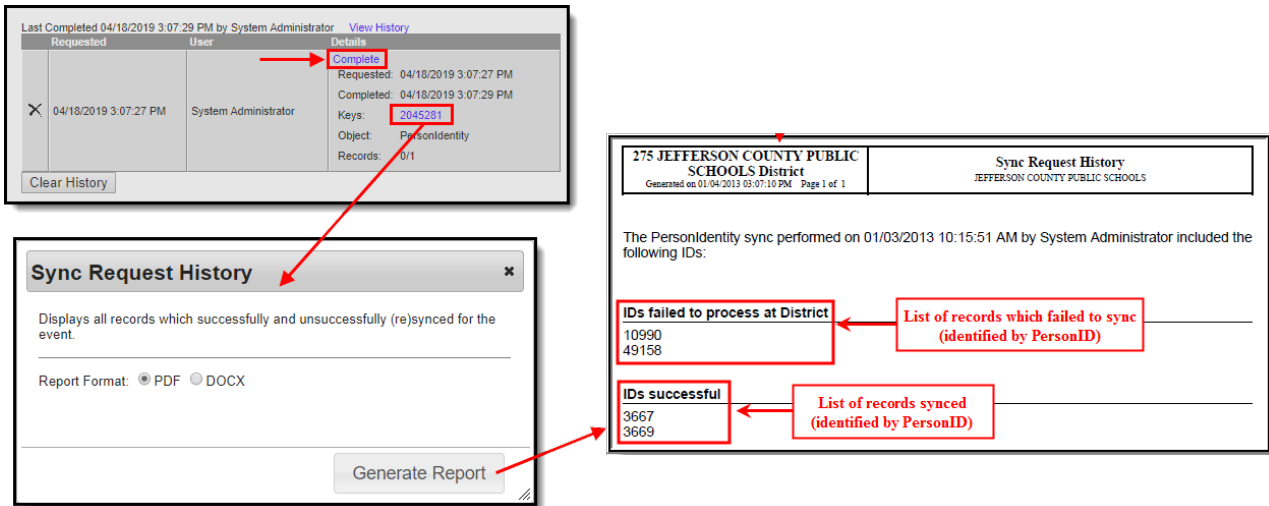 Last Completed 04/18/2019 3:07:29 PM by System Administrator View History
Requested User Details
Complete
Requested: 04/18/2019 3:07:27 PM
Completed: 04/18/2019 3:07:29 PM
04/18/2019 3:07:27 PM System Administrator
Keys: 2045281
Object: PersonIdentity
Records: 0/1
Clear History
Sync Request History
Displays all records which successfully and unsuccessfully (re)synced for the
event.
Report Format: PDF DOCX
Generate Report
275 JEFFERSON COUNTY PUBLIC
SCHOOLS District
Generated on 01/04/2013 03:07:10 PM Page 1 of 1
Sync Request History
JEFFERSON COUNTY PUBLIC SCHOOLS
The PersonIdentity sync performed on 01/03/2013 10:15:51 AM by System Administrator included the
following IDs:
IDs failed to process at District
10990
49158
List of records which failed to sync
(identified by PersonID)
IDs successful
3667
3669
List of records synced
(identified by PersonID)